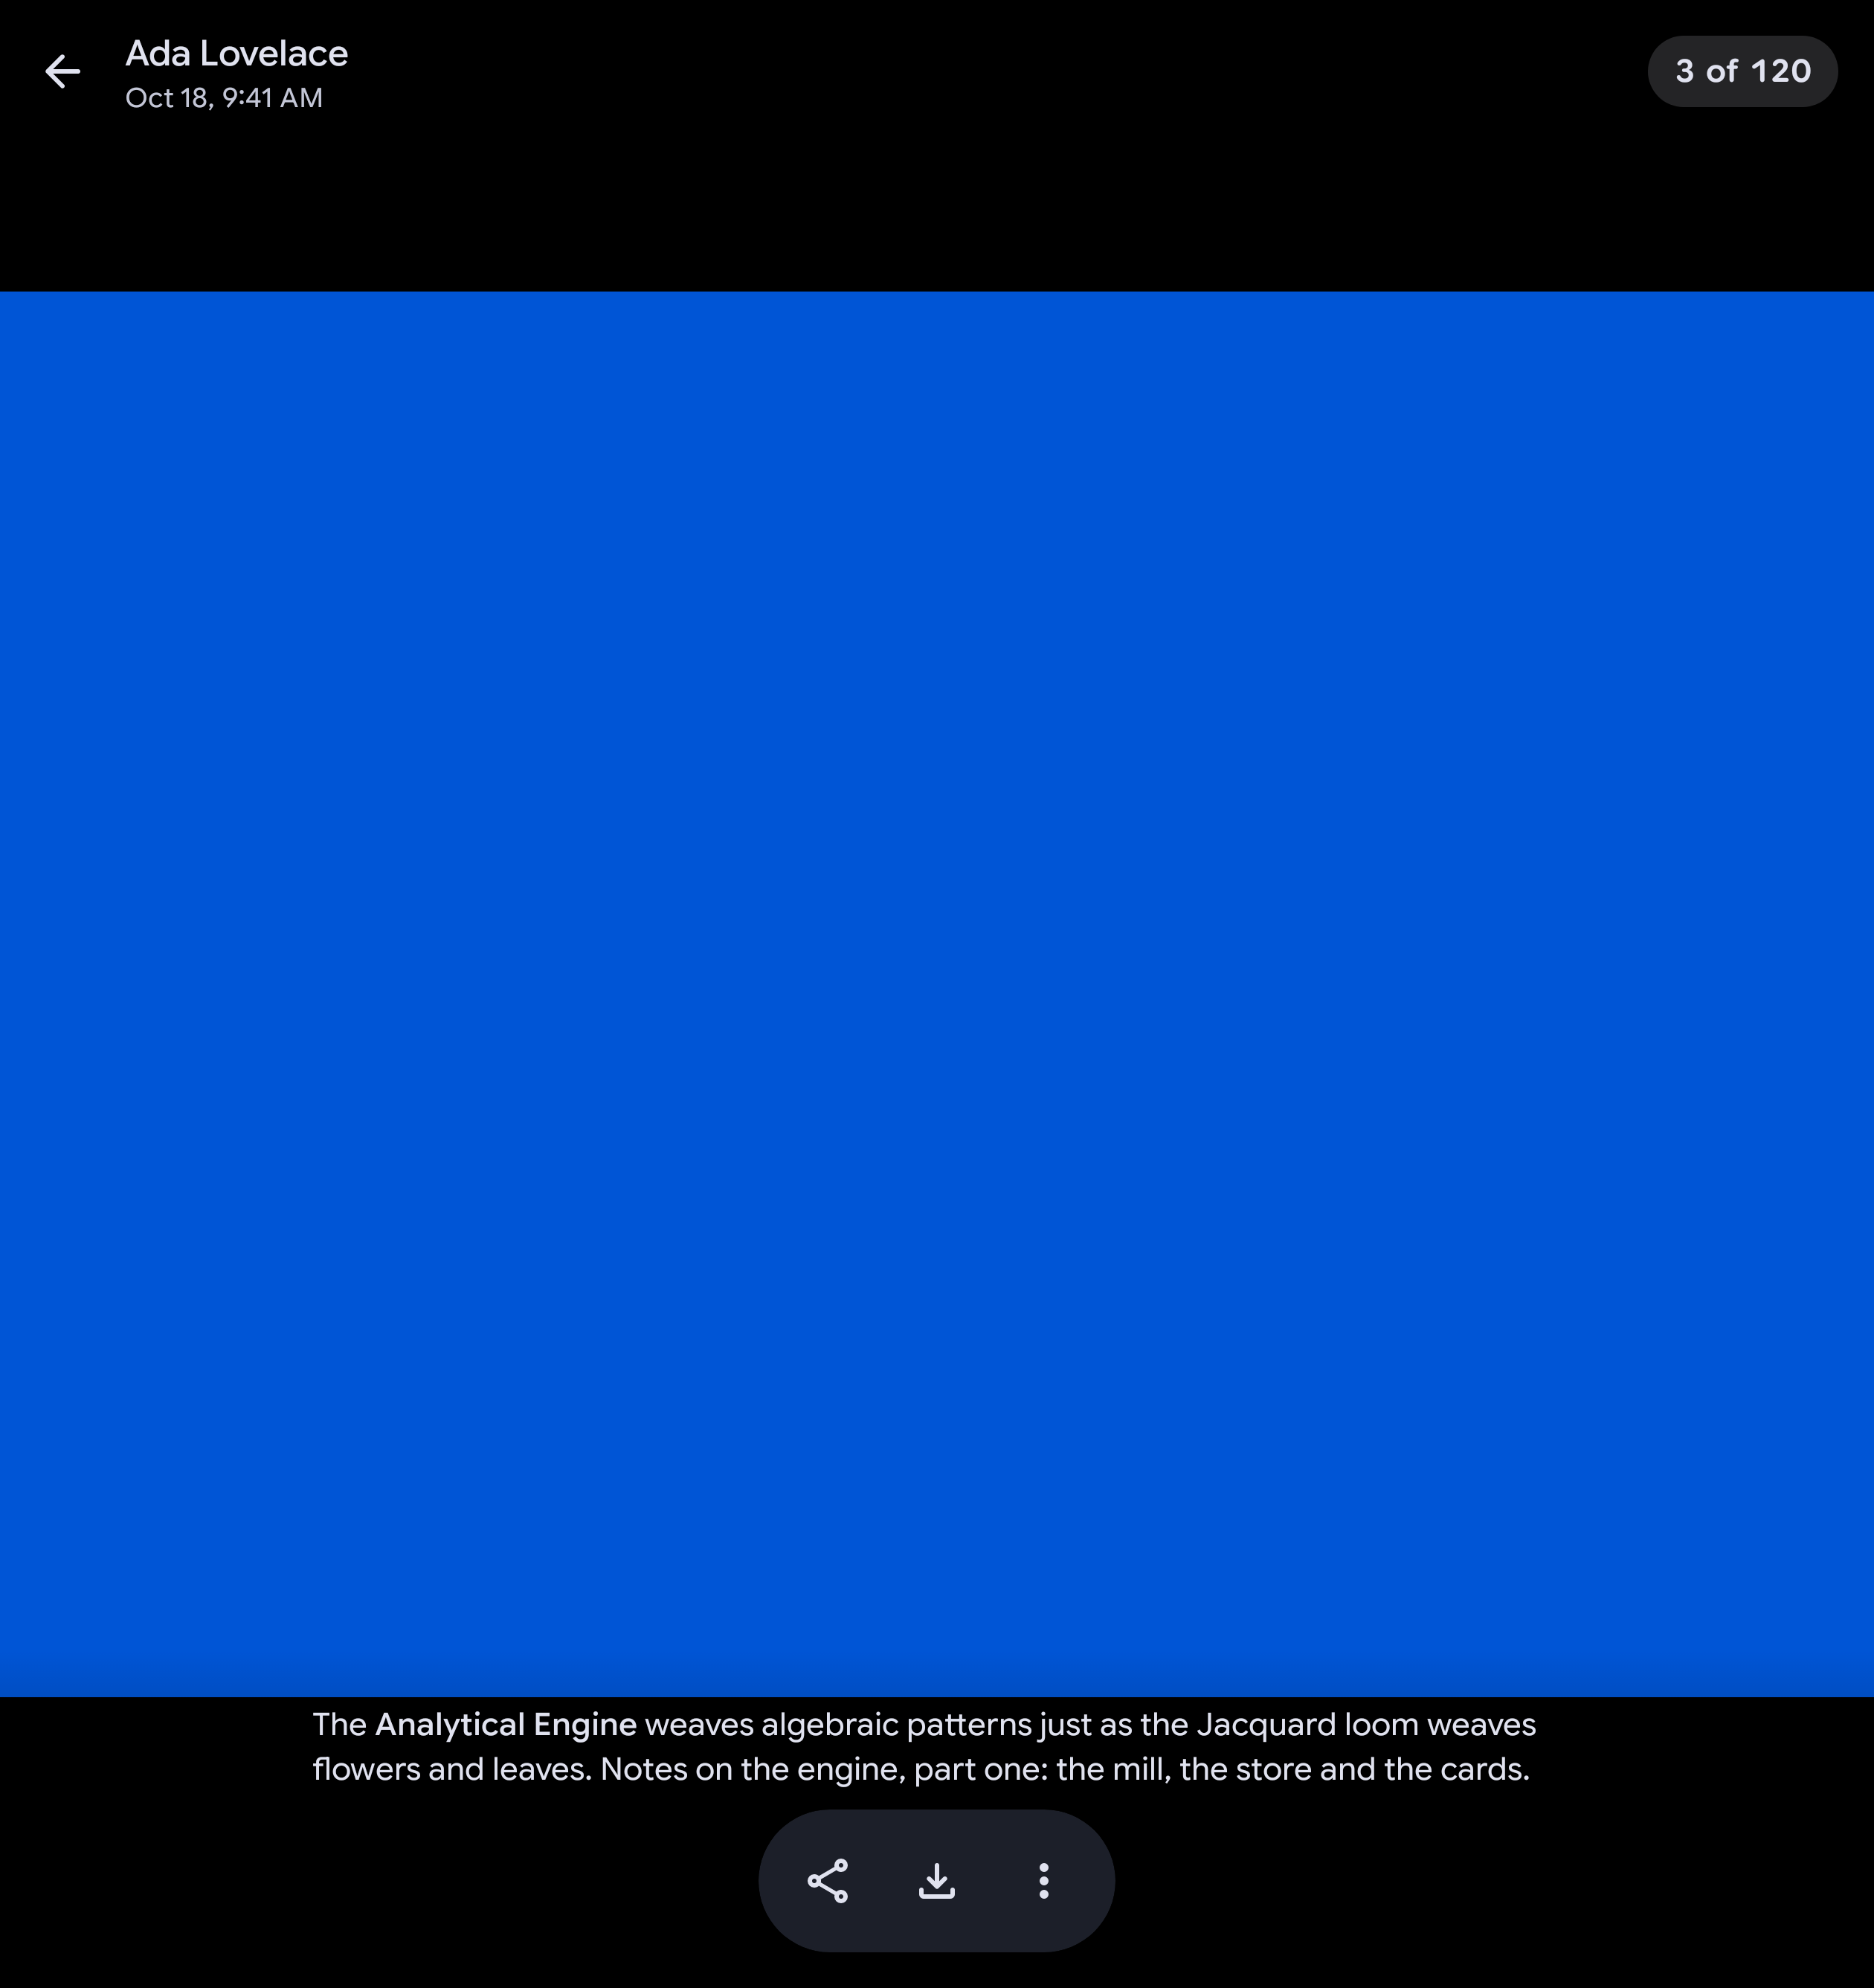 Ada Lovelace
Oct 18, 9:41 AM
3 of 120
The Analytical Engine weaves algebraic patterns just as the Jacquard loom weaves
flowers and leaves. Notes on the engine, part one: the mill, the store and the cards.